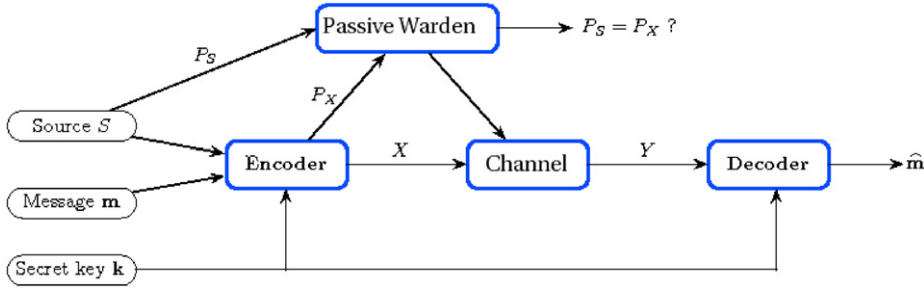 Passive Warden
P_S = P_X ?
P_S
P_X
Source S
Encoder
X
Channel
Y
Decoder
m̂
Message m
Secret key k